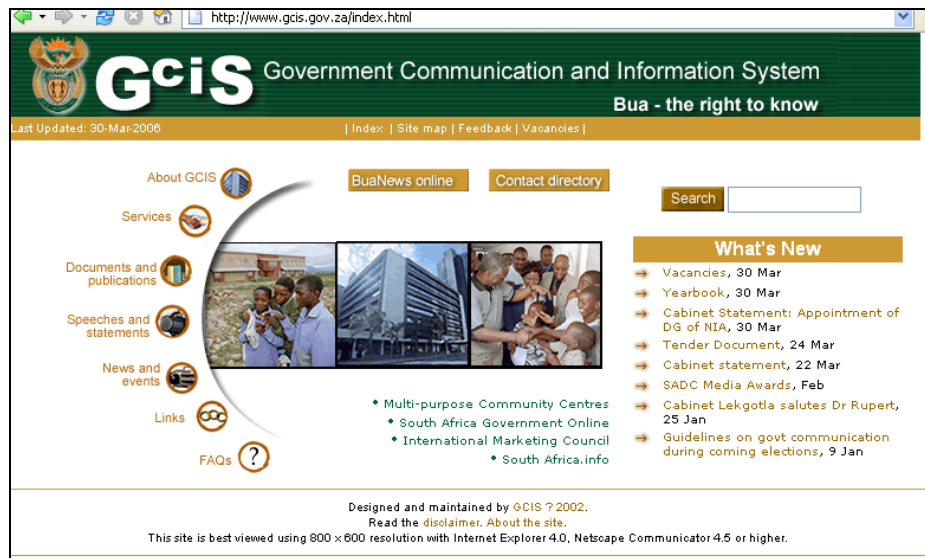 http://www.gcis.gov.za/index.html
GCIS Government Communication and Information System
Bua - the right to know
Last Updated: 30-Mar-2006
| Index | Site map | Feedback | Vacancies |
About GCIS
Services
Documents and
publications
Speeches and
statements
News and
events
Links
FAQs
?
BuaNews online
Contact directory
• Multi-purpose Community Centres
• South Africa Government Online
• International Marketing Council
• South Africa.info
Search
What's New
Vacancies, 30 Mar
Yearbook, 30 Mar
Cabinet Statement: Appointment of
DG of NIA, 30 Mar
Tender Document, 24 Mar
Cabinet statement, 22 Mar
SADC Media Awards, Feb
Cabinet Lekgotla salutes Dr Rupert,
25 Jan
Guidelines on govt communication
during coming elections, 9 Jan
Designed and maintained by GCIS ? 2002.
Read the disclaimer. About the site.
This site is best viewed using 800 x 600 resolution with Internet Explorer 4.0, Netscape Communicator 4.5 or higher.